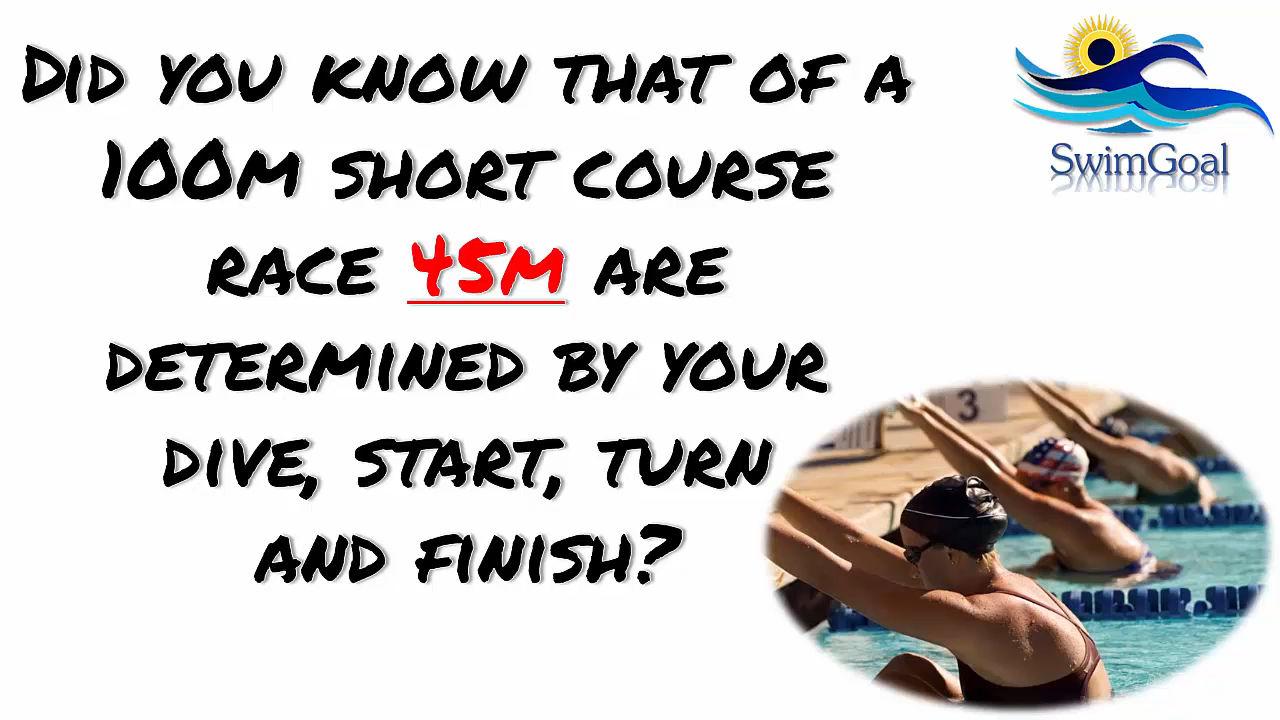 Did you know that of a
100m short course
race 45m are
determined by your
dive, start, turn
and finish?
SwimGoal
3